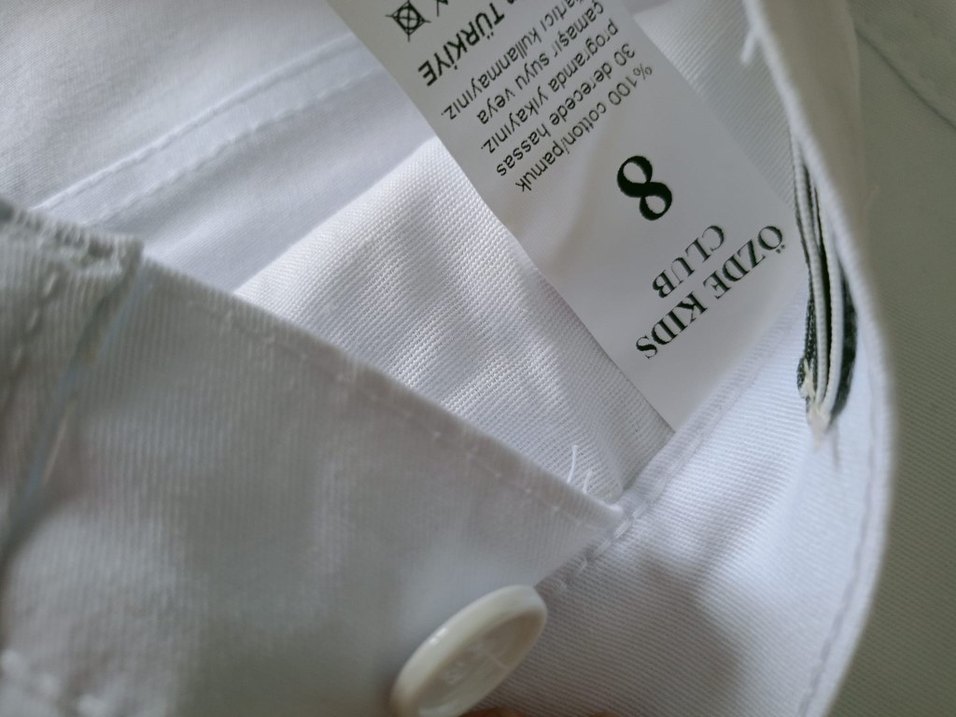 ÖZDE KIDS
CLUB
8
%100 cotton/pamuk
30 derecede hassas
programda yıkayınız.
çamaşır suyu veya
kullanmayınız.
TÜRKİYE